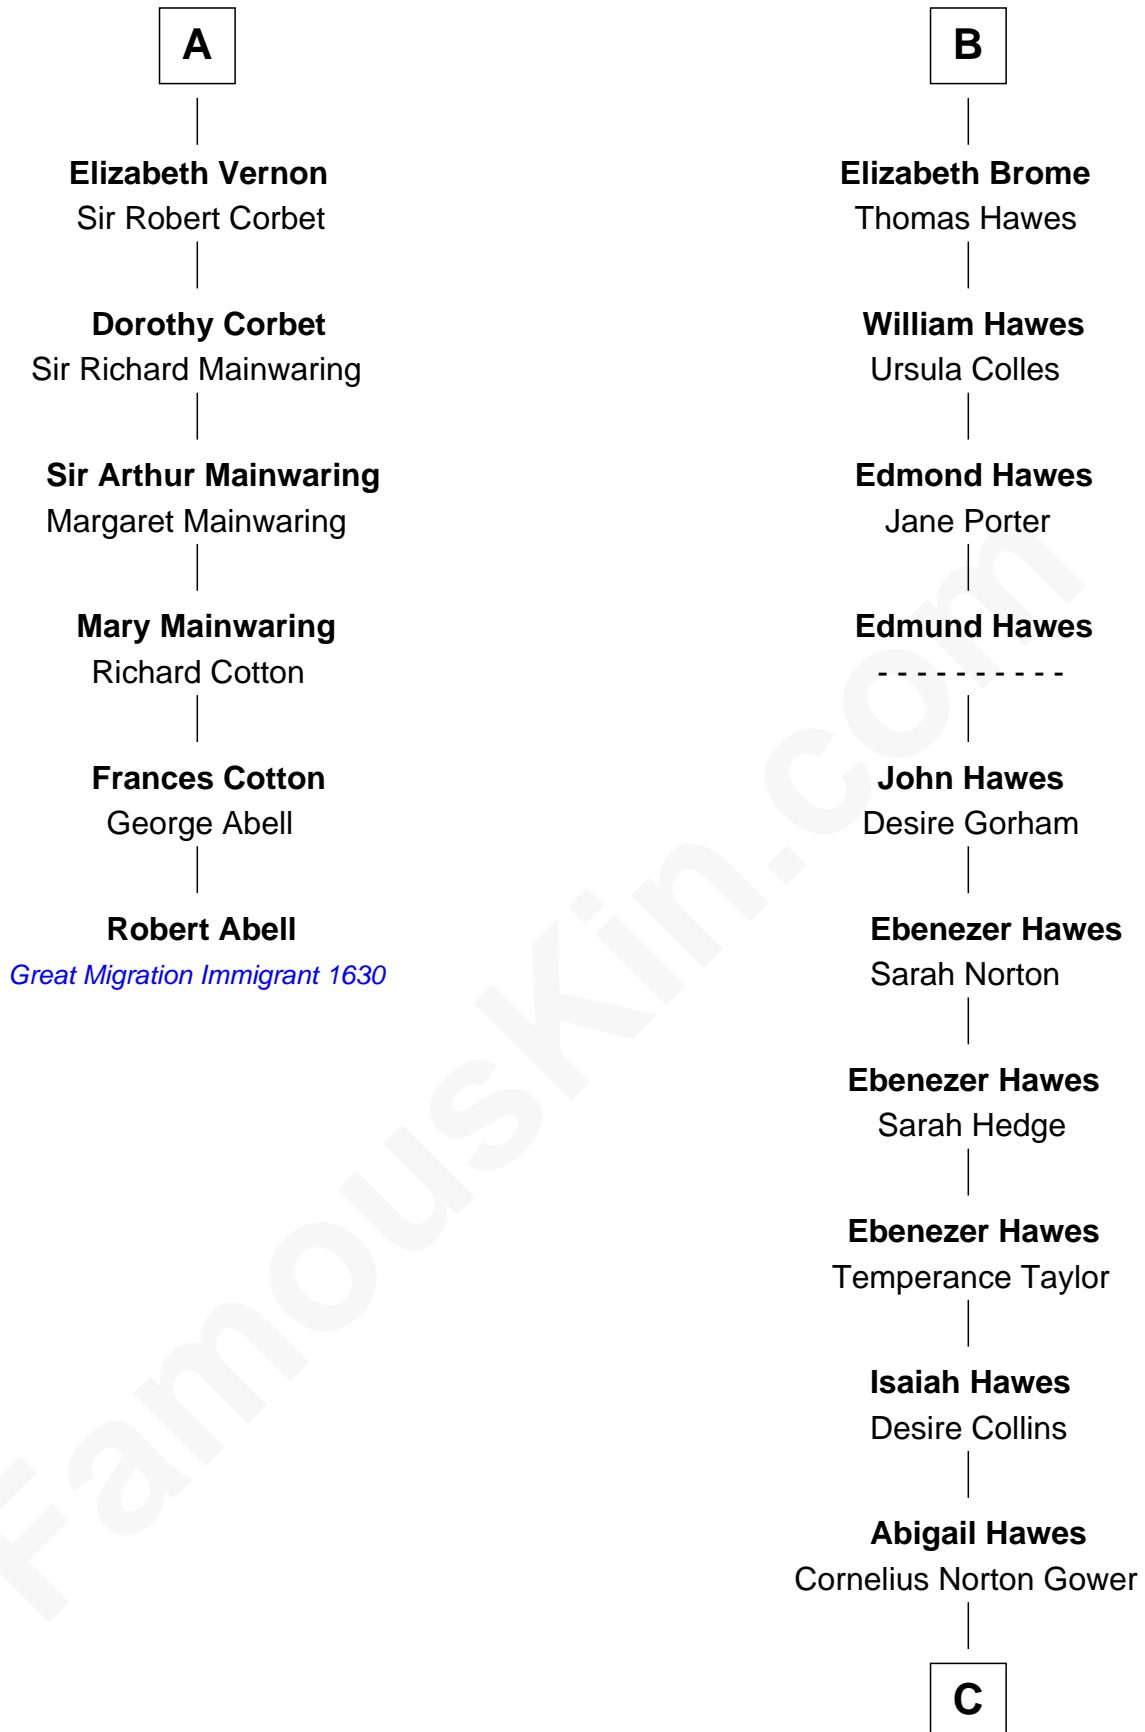 A
Elizabeth Vernon
Sir Robert Corbet
Dorothy Corbet
Sir Richard Mainwaring
Sir Arthur Mainwaring
Margaret Mainwaring
Mary Mainwaring
Richard Cotton
Frances Cotton
George Abell
Robert Abell
Great Migration Immigrant 1630
B
Elizabeth Brome
Thomas Hawes
William Hawes
Ursula Colles
Edmond Hawes
Jane Porter
Edmund Hawes
- - - - - - - - - -
John Hawes
Desire Gorham
Ebenezer Hawes
Sarah Norton
Ebenezer Hawes
Sarah Hedge
Ebenezer Hawes
Temperance Taylor
Isaiah Hawes
Desire Collins
Abigail Hawes
Cornelius Norton Gower
C
FamousKin.com